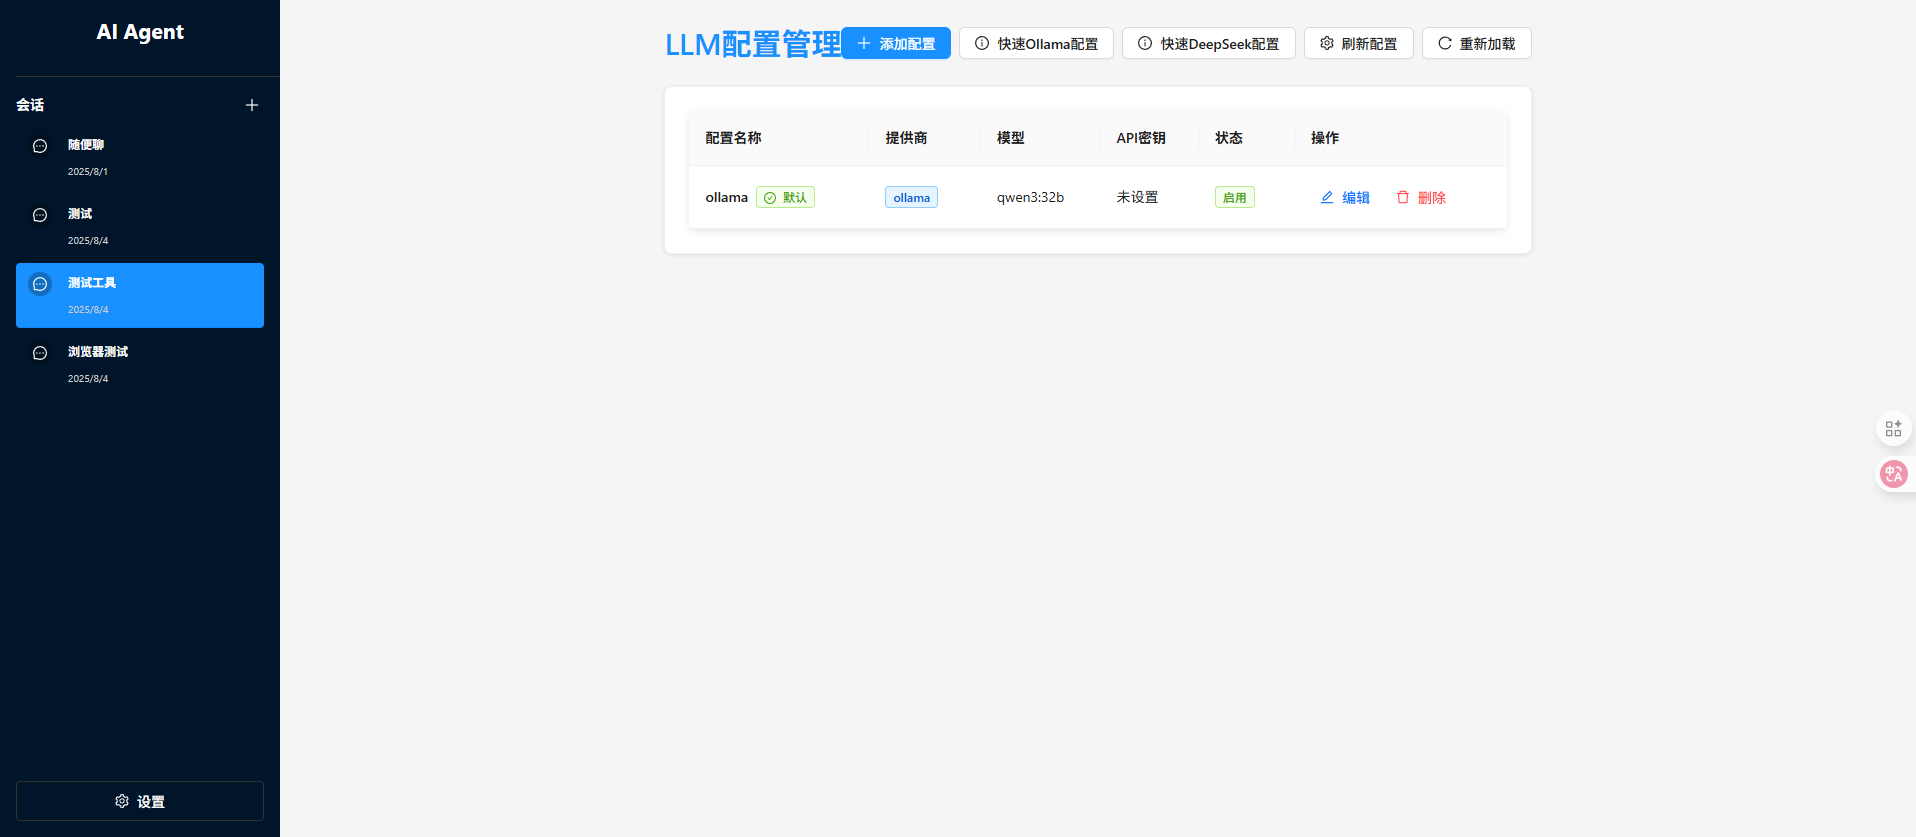 AI Agent
会话
随便聊
2025/8/1
测试
2025/8/4
测试工具
2025/8/4
浏览器测试
2025/8/4
设置
LLM配置管理 添加配置 快速Ollama配置 快速DeepSeek配置 刷新配置 重新加载
配置名称 提供商 模型 API密钥 状态 操作
ollama 默认 ollama qwen3:32b 未设置 启用 编辑 删除
中A